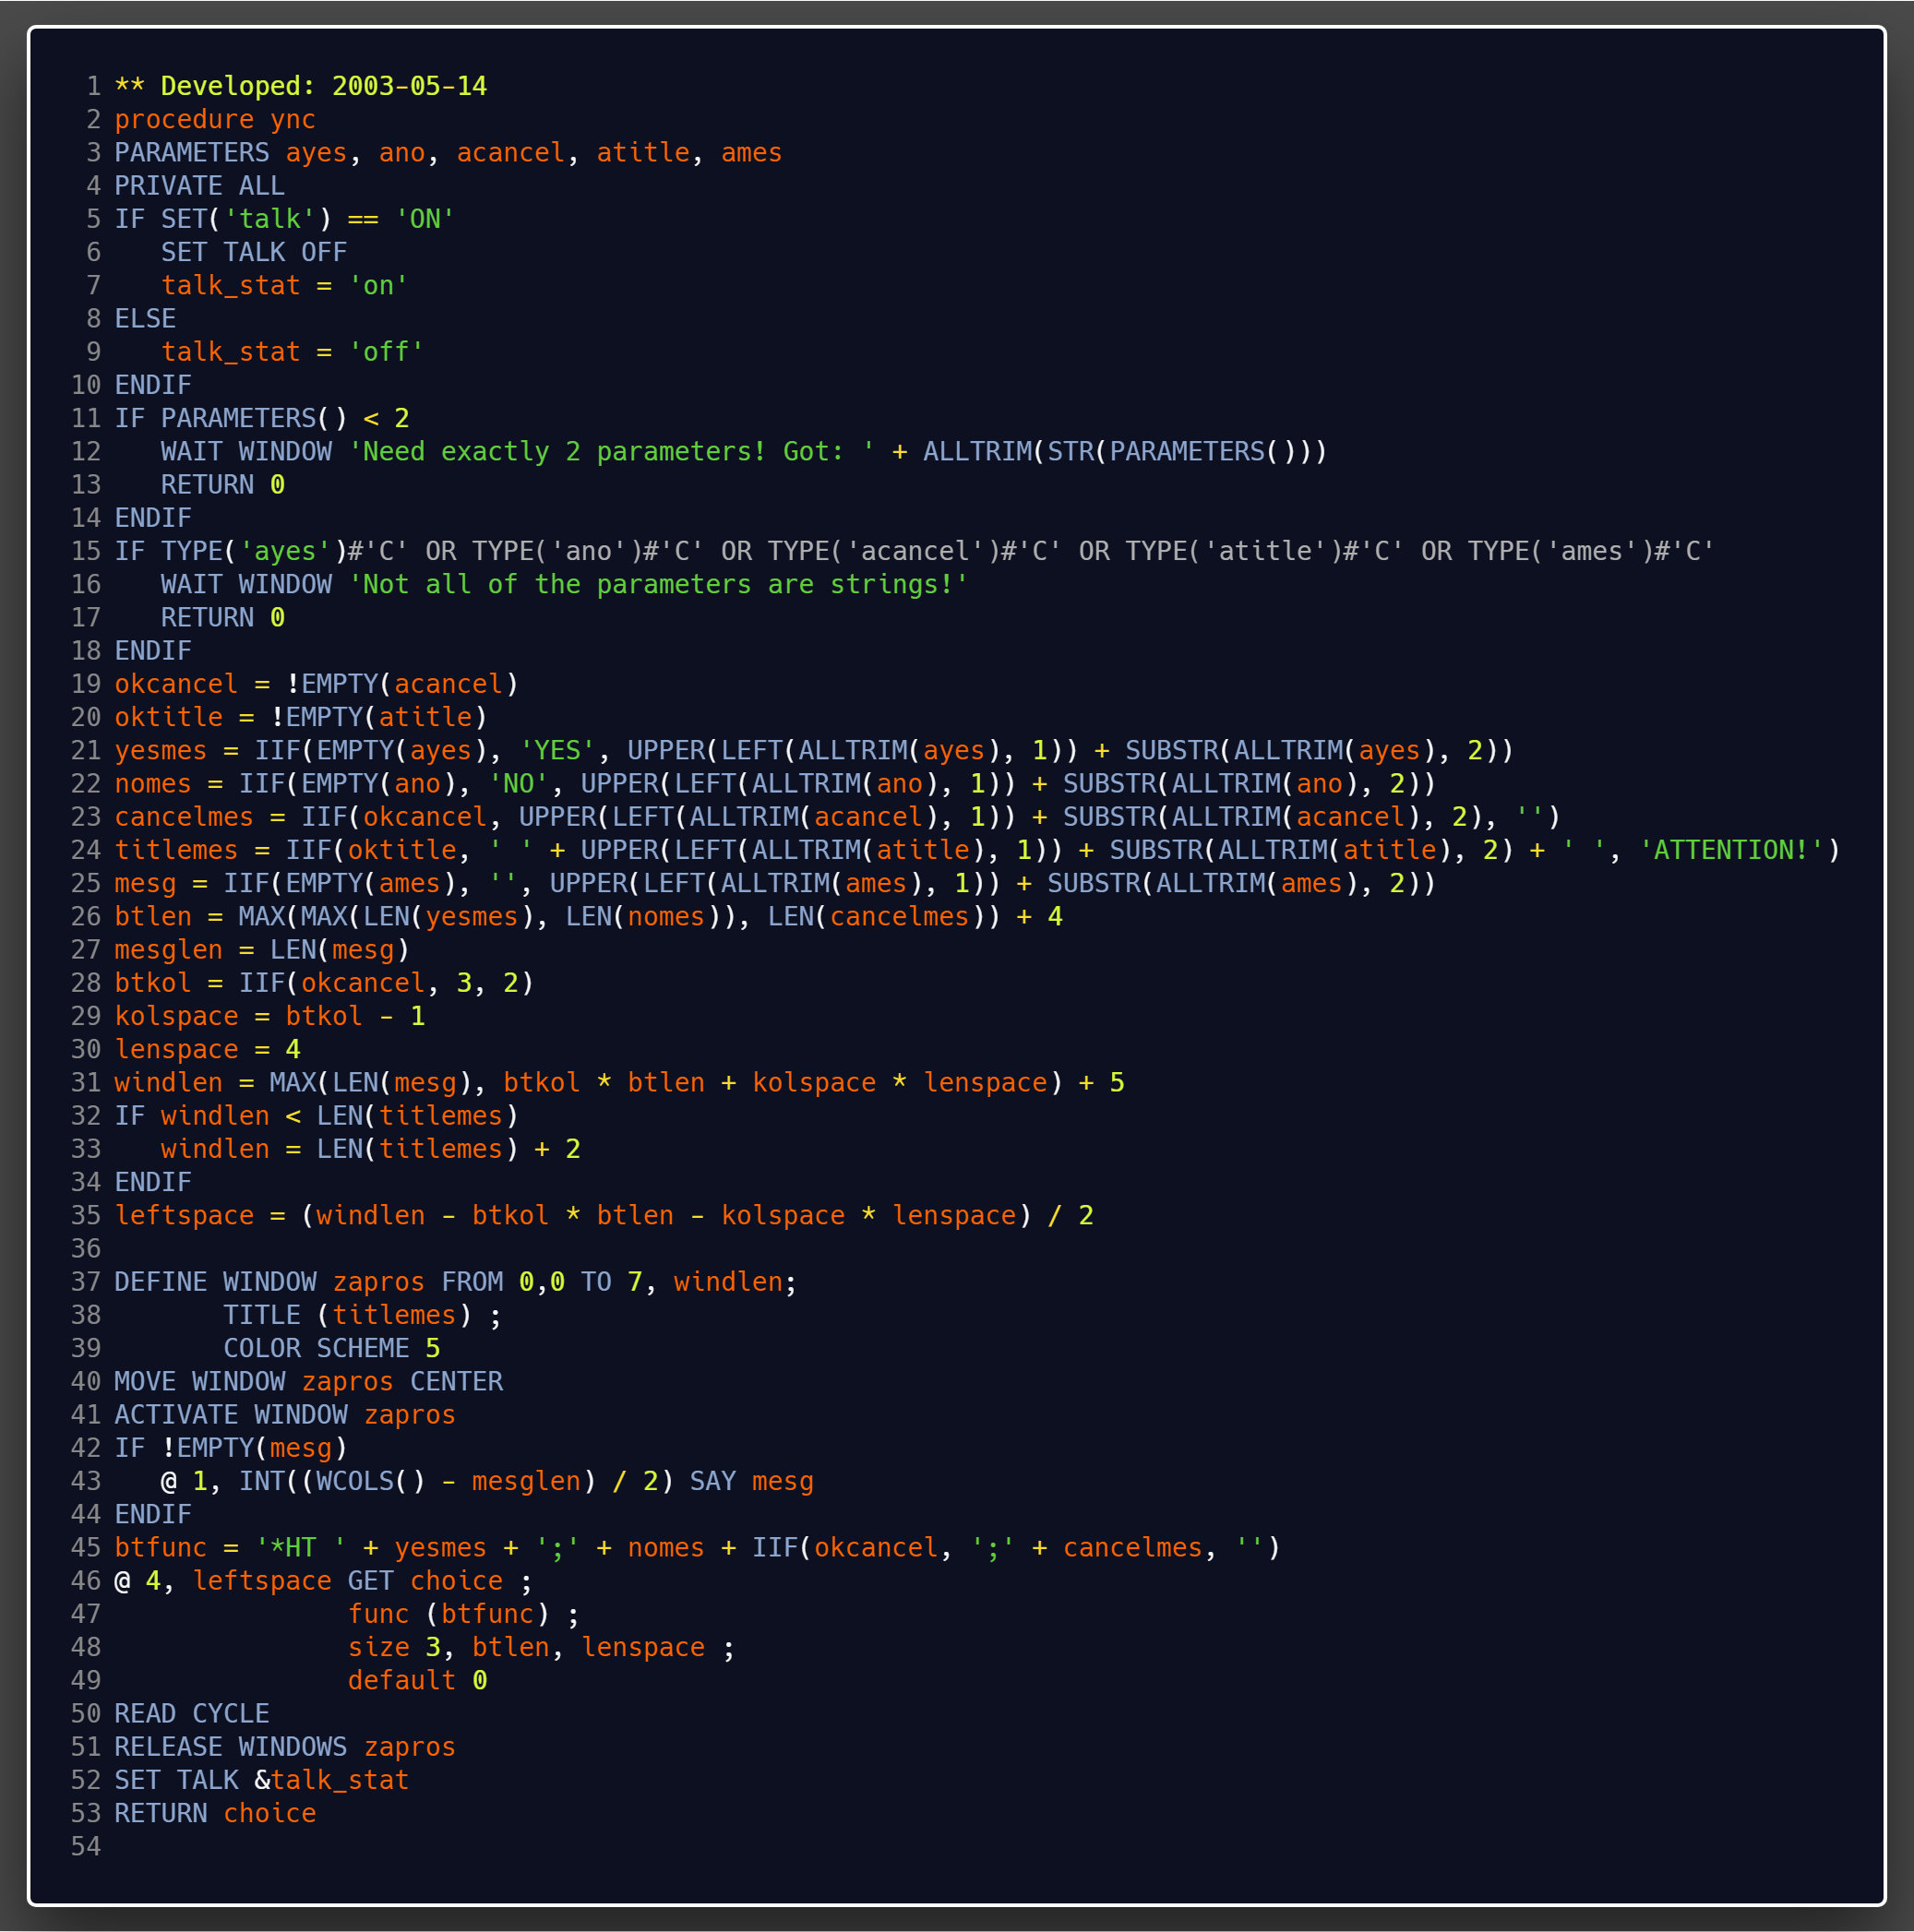 1 ** Developed: 2003-05-14
2 procedure ync
3 PARAMETERS ayes, ano, acancel, atitle, ames
4 PRIVATE ALL
5 IF SET('talk') == 'ON'
6    SET TALK OFF
7    talk_stat = 'on'
8 ELSE
9    talk_stat = 'off'
10 ENDIF
11 IF PARAMETERS() < 2
12    WAIT WINDOW 'Need exactly 2 parameters! Got: ' + ALLTRIM(STR(PARAMETERS()))
13    RETURN 0
14 ENDIF
15 IF TYPE('ayes')#'C' OR TYPE('ano')#'C' OR TYPE('acancel')#'C' OR TYPE('atitle')#'C' OR TYPE('ames')#'C'
16    WAIT WINDOW 'Not all of the parameters are strings!'
17    RETURN 0
18 ENDIF
19 okcancel = !EMPTY(acancel)
20 oktitle = !EMPTY(atitle)
21 yesmes = IIF(EMPTY(ayes), 'YES', UPPER(LEFT(ALLTRIM(ayes), 1)) + SUBSTR(ALLTRIM(ayes), 2))
22 nomes = IIF(EMPTY(ano), 'NO', UPPER(LEFT(ALLTRIM(ano), 1)) + SUBSTR(ALLTRIM(ano), 2))
23 cancelmes = IIF(okcancel, UPPER(LEFT(ALLTRIM(acancel), 1)) + SUBSTR(ALLTRIM(acancel), 2), '')
24 titlemes = IIF(oktitle, ' ' + UPPER(LEFT(ALLTRIM(atitle), 1)) + SUBSTR(ALLTRIM(atitle), 2) + ' ', 'ATTENTION!')
25 mesg = IIF(EMPTY(ames), '', UPPER(LEFT(ALLTRIM(ames), 1)) + SUBSTR(ALLTRIM(ames), 2))
26 btlen = MAX(MAX(LEN(yesmes), LEN(nomes)), LEN(cancelmes)) + 4
27 mesglen = LEN(mesg)
28 btkol = IIF(okcancel, 3, 2)
29 kolspace = btkol - 1
30 lenspace = 4
31 windlen = MAX(LEN(mesg), btkol * btlen + kolspace * lenspace) + 5
32 IF windlen < LEN(titlemes)
33    windlen = LEN(titlemes) + 2
34 ENDIF
35 leftspace = (windlen - btkol * btlen - kolspace * lenspace) / 2
36
37 DEFINE WINDOW zapros FROM 0,0 TO 7, windlen;
38        TITLE (titlemes) ;
39        COLOR SCHEME 5
40 MOVE WINDOW zapros CENTER
41 ACTIVATE WINDOW zapros
42 IF !EMPTY(mesg)
43    @ 1, INT((WCOLS() - mesglen) / 2) SAY mesg
44 ENDIF
45 btfunc = '*HT ' + yesmes + ';' + nomes + IIF(okcancel, ';' + cancelmes, '')
46 @ 4, leftspace GET choice ;
47                func (btfunc) ;
48                size 3, btlen, lenspace ;
49                default 0
50 READ CYCLE
51 RELEASE WINDOWS zapros
52 SET TALK &talk_stat
53 RETURN choice
54